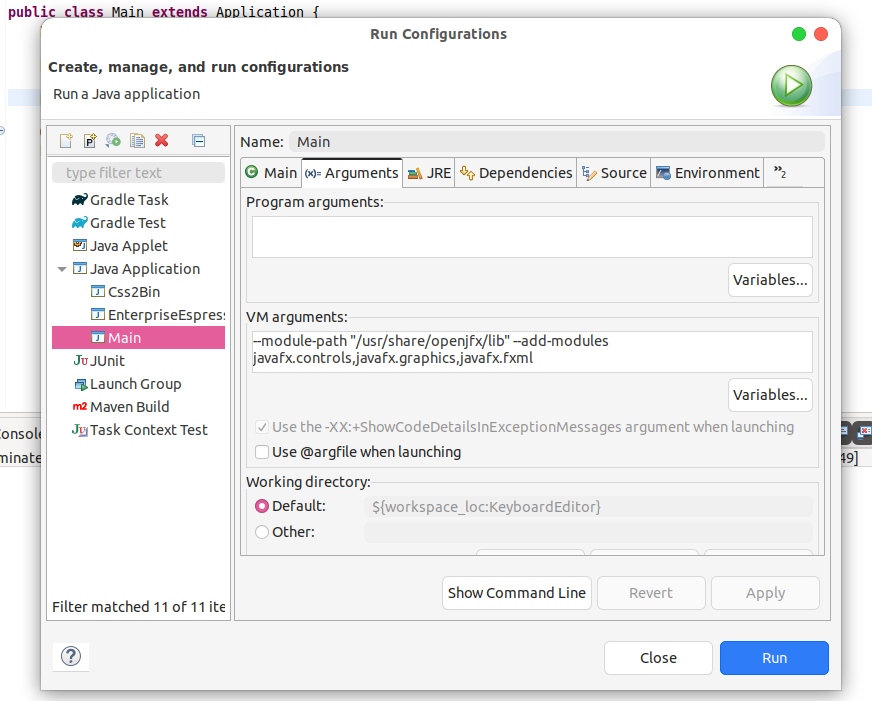 public class Main extends Application {
Run Configurations
Create, manage, and run configurations
Run a Java application
Name: Main
type filter text
Gradle Task
Gradle Test
Java Applet
Java Application
Css2Bin
EnterpriseEspres
Main
JUnit
Launch Group
Maven Build
Task Context Test
Filter matched 11 of 11 ite
Main (x)= Arguments JRE Dependencies Source Environment »2
Program arguments:
Variables...
VM arguments:
--module-path "/usr/share/openjfx/lib" --add-modules
javafx.controls,javafx.graphics,javafx.fxml
Variables...
Use the -XX:+ShowCodeDetailsInExceptionMessages argument when launching
Use @argfile when launching
Working directory:
Default: ${workspace_loc:KeyboardEditor}
Other:
Show Command Line Revert Apply
Close Run
onsole
minate
49]